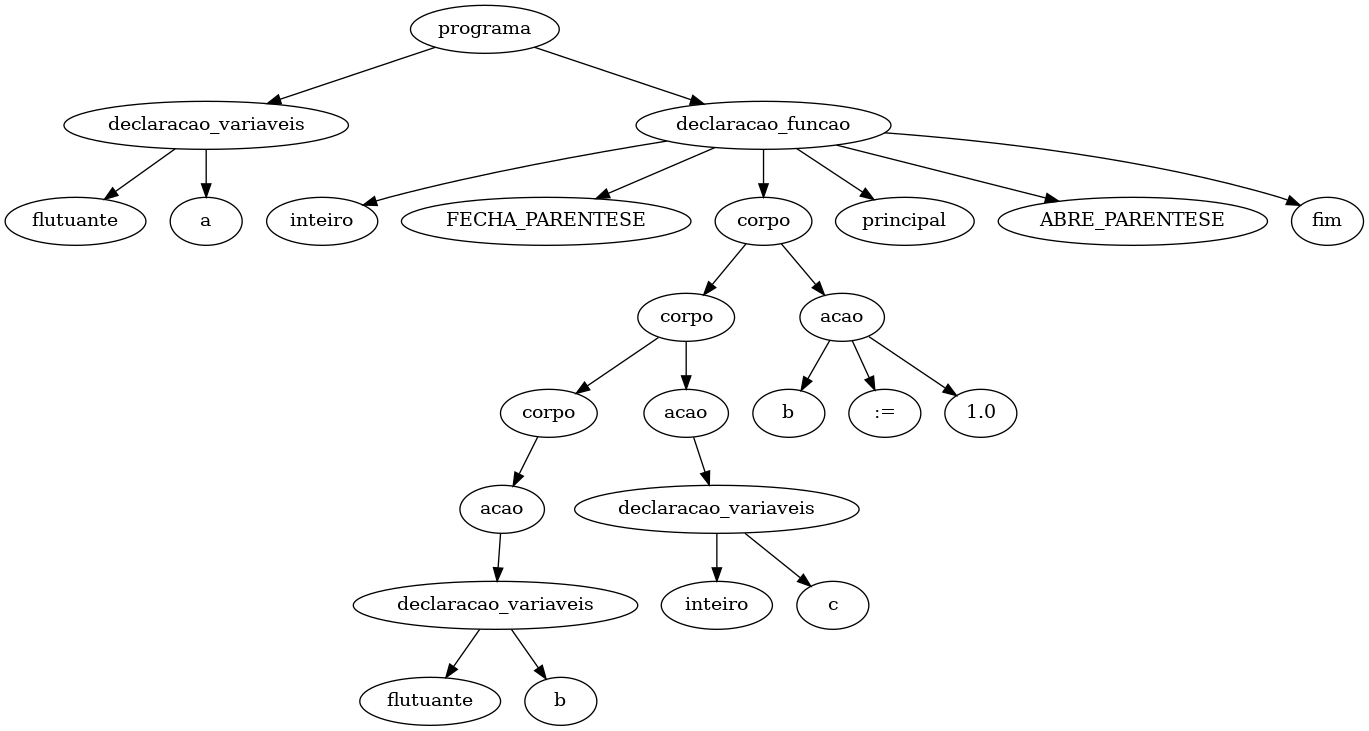 programa
declaracao_variaveis
declaracao_funcao
flutuante
a
inteiro
FECHA_PARENTESE
corpo
principal
ABRE_PARENTESE
fim
corpo
acao
corpo
acao
b
:=
1.0
acao
declaracao_variaveis
declaracao_variaveis
inteiro
c
flutuante
b